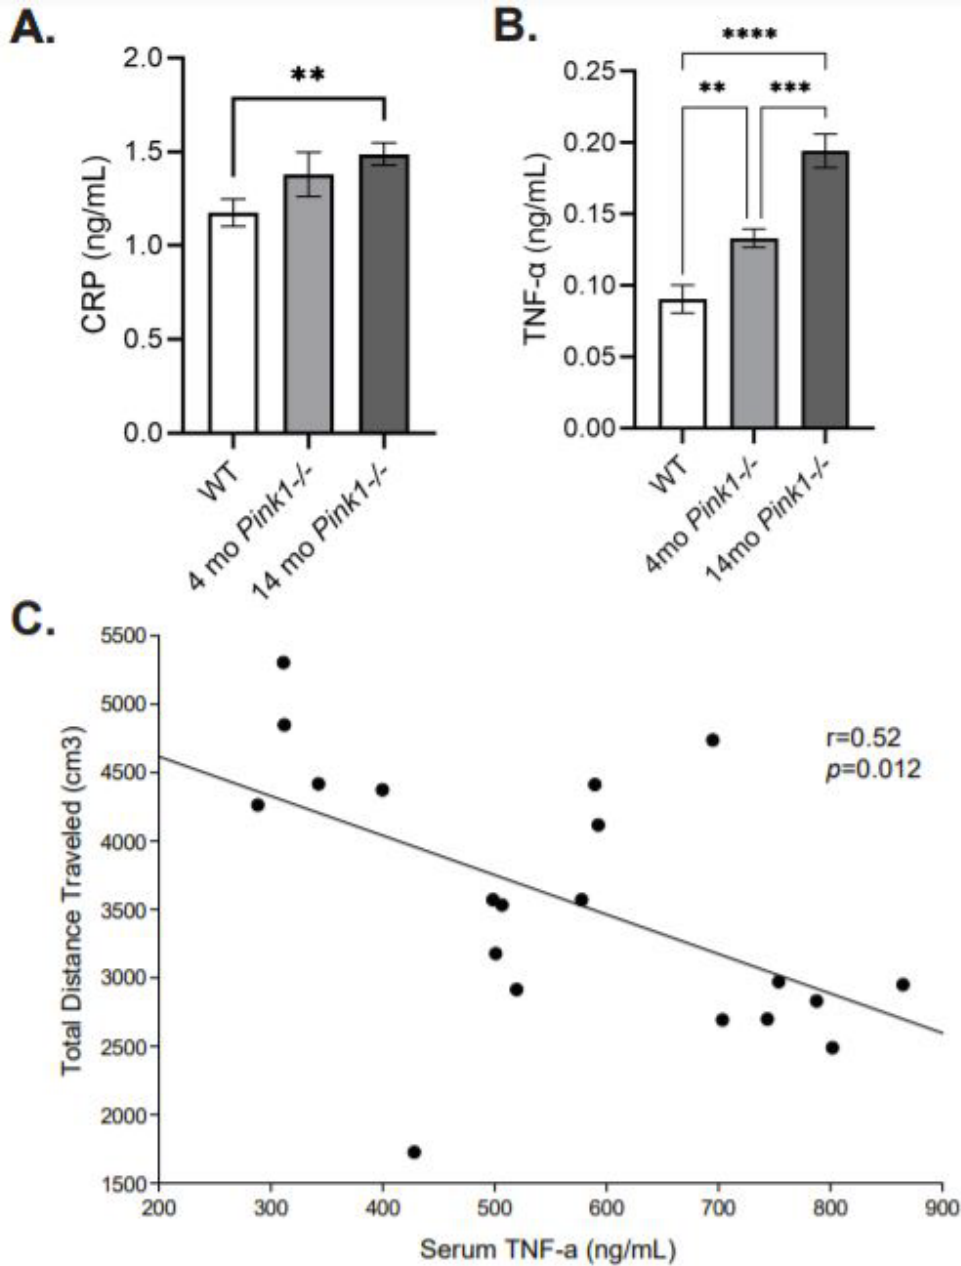 A.
**
2.0
1.5
1.0
0.5
0.0
CRP (ng/mL)
WT
4 mo Pink1-/-
14 mo Pink1-/-
B.
****
** ***
0.25
0.20
0.15
0.10
0.05
0.00
TNF-α (ng/mL)
WT
4mo Pink1-/-
14mo Pink1-/-
C.
5500
5000
4500
4000
3500
3000
2500
2000
1500
Total Distance Traveled (cm3)
r=0.52
p=0.012
200 300 400 500 600 700 800 900
Serum TNF-a (ng/mL)